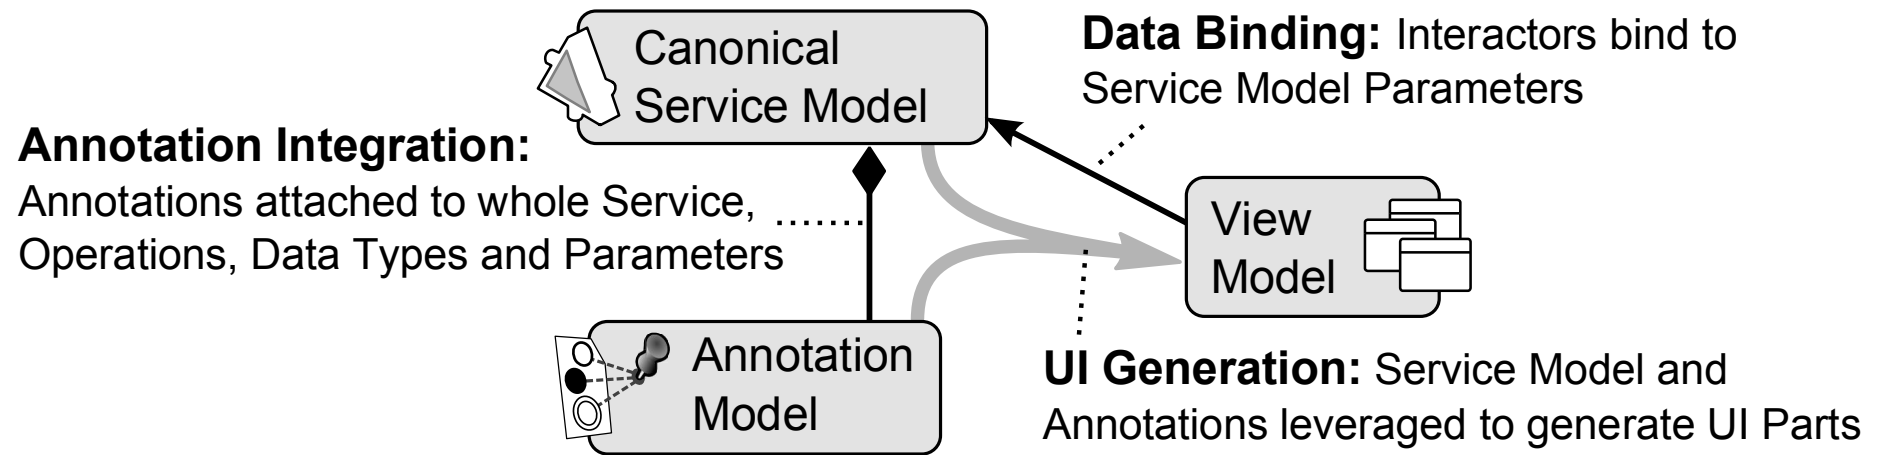 Canonical
Service Model
Data Binding: Interactors bind to
Service Model Parameters
Annotation Integration:
Annotations attached to whole Service,
Operations, Data Types and Parameters
View
Model
Annotation
Model
UI Generation: Service Model and
Annotations leveraged to generate UI Parts